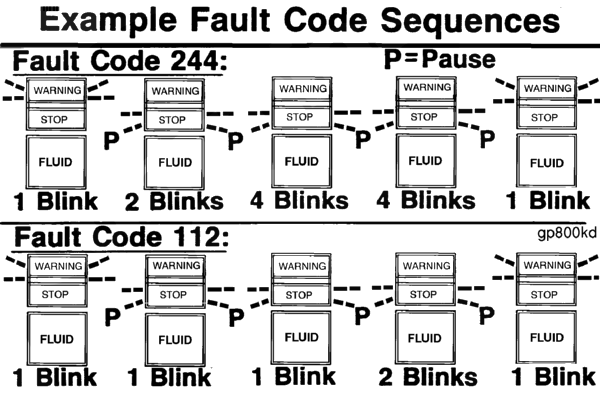 Example Fault Code Sequences
Fault Code 244: P=Pause
WARNING WARNING WARNING WARNING WARNING
STOP STOP STOP STOP STOP
P P P P
FLUID FLUID FLUID FLUID FLUID
1 Blink 2 Blinks 4 Blinks 4 Blinks 1 Blink
Fault Code 112: gp800kd
WARNING WARNING WARNING WARNING WARNING
STOP STOP STOP STOP STOP
P P P P
FLUID FLUID FLUID FLUID FLUID
1 Blink 1 Blink 1 Blink 2 Blinks 1 Blink